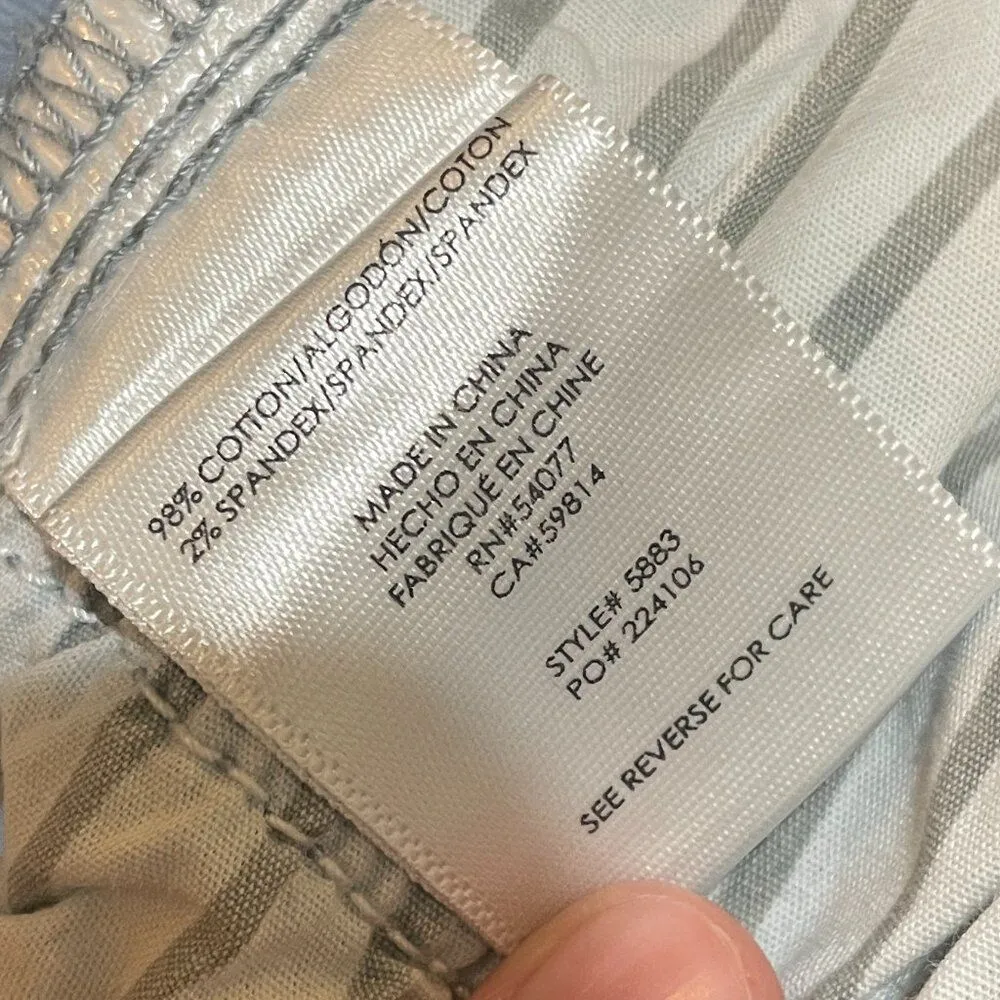 98% COTTON/ALGODÓN/COTON
2% SPANDEX/SPANDEX/SPANDEX
MADE IN CHINA
HECHO EN CHINA
FABRIQUÉ EN CHINE
RN#54077
CA#59814
STYLE# 5883
PO# 224106
SEE REVERSE FOR CARE